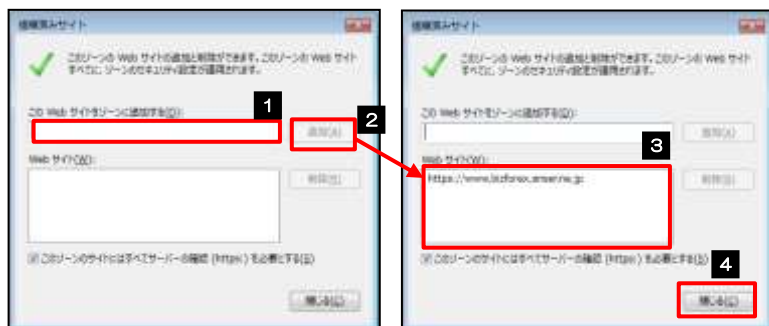 信頼済みサイト
このゾーンの Web サイトの追加と削除ができます。このゾーンの Web サイト
すべてに、ゾーンのセキュリティ設定が適用されます。
1
この Web サイトをゾーンに追加する(D):
追加(A)
2
Web サイト(W):
削除(R)
このゾーンのサイトにはすべてサーバーの確認 (https:) を必要とする(S)
閉じる(C)
信頼済みサイト
このゾーンの Web サイトの追加と削除ができます。このゾーンの Web サイト
すべてに、ゾーンのセキュリティ設定が適用されます。
この Web サイトをゾーンに追加する(D):
追加(A)
3
Web サイト(W):
https://www.bizforex.anser.ne.jp
削除(R)
このゾーンのサイトにはすべてサーバーの確認 (https:) を必要とする(S)
4
閉じる(C)